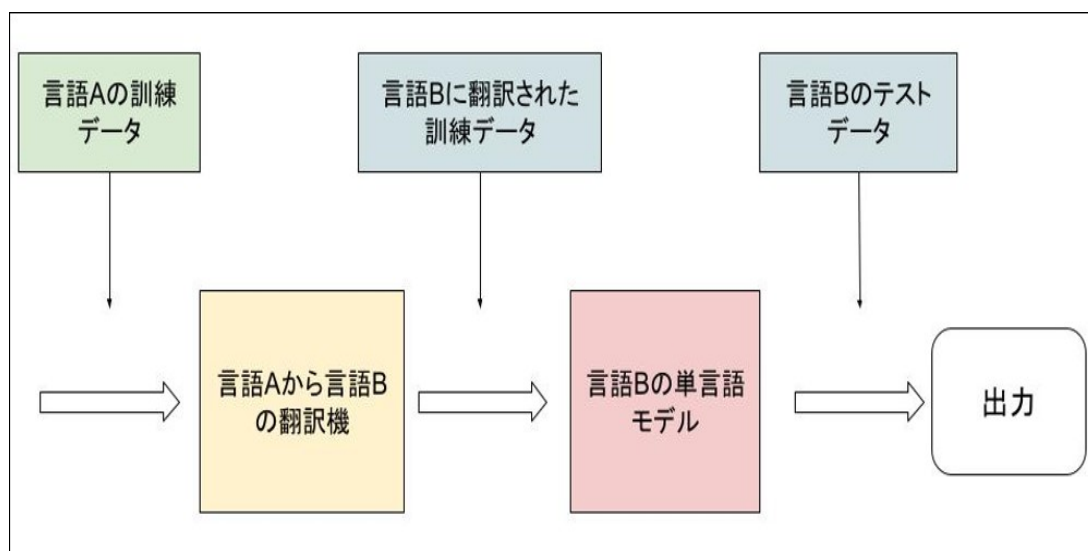 言語Aの訓練
データ
言語Bに翻訳された
訓練データ
言語Bのテスト
データ
言語Aから言語B
の翻訳機
言語Bの単言語
モデル
出力